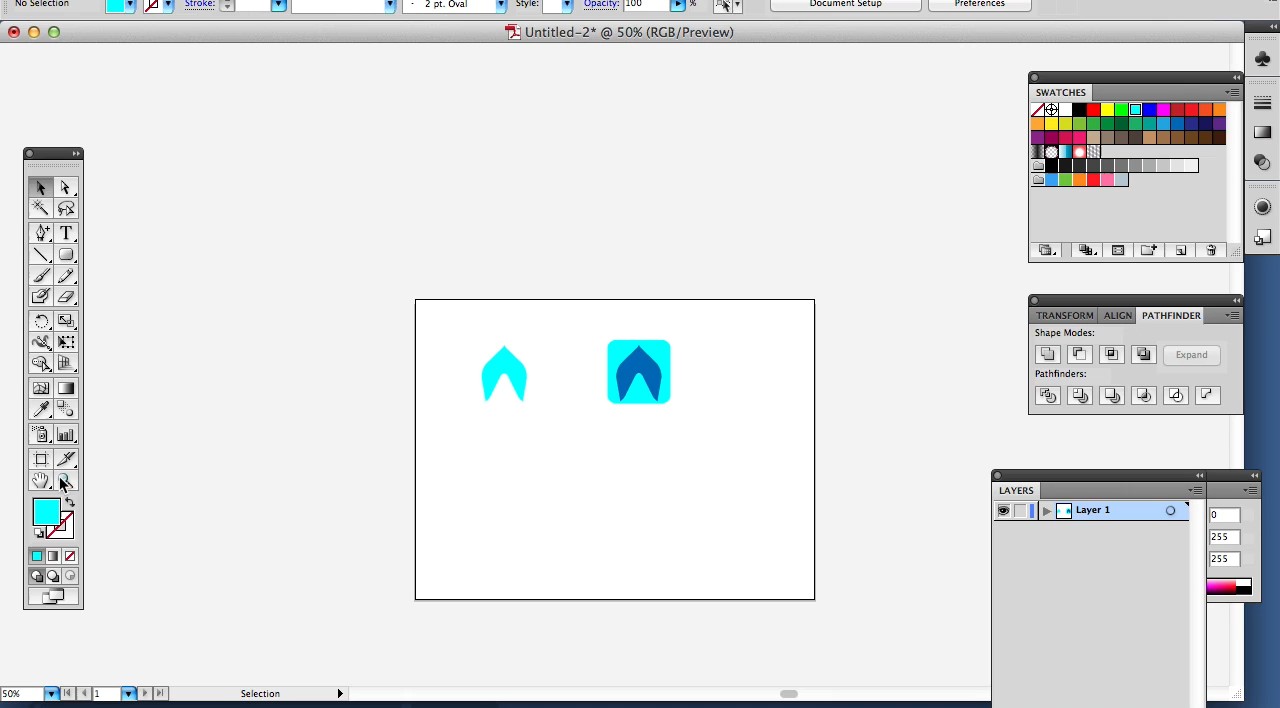 No Selection Stroke: 2 pt. Oval Style: Opacity: 100 % Document Setup Preferences
Untitled-2* @ 50% (RGB/Preview)
SWATCHES
T
TRANSFORM ALIGN PATHFINDER
Shape Modes:
Expand
Pathfinders:
LAYERS
Layer 1
0
255
255
50% 1 Selection